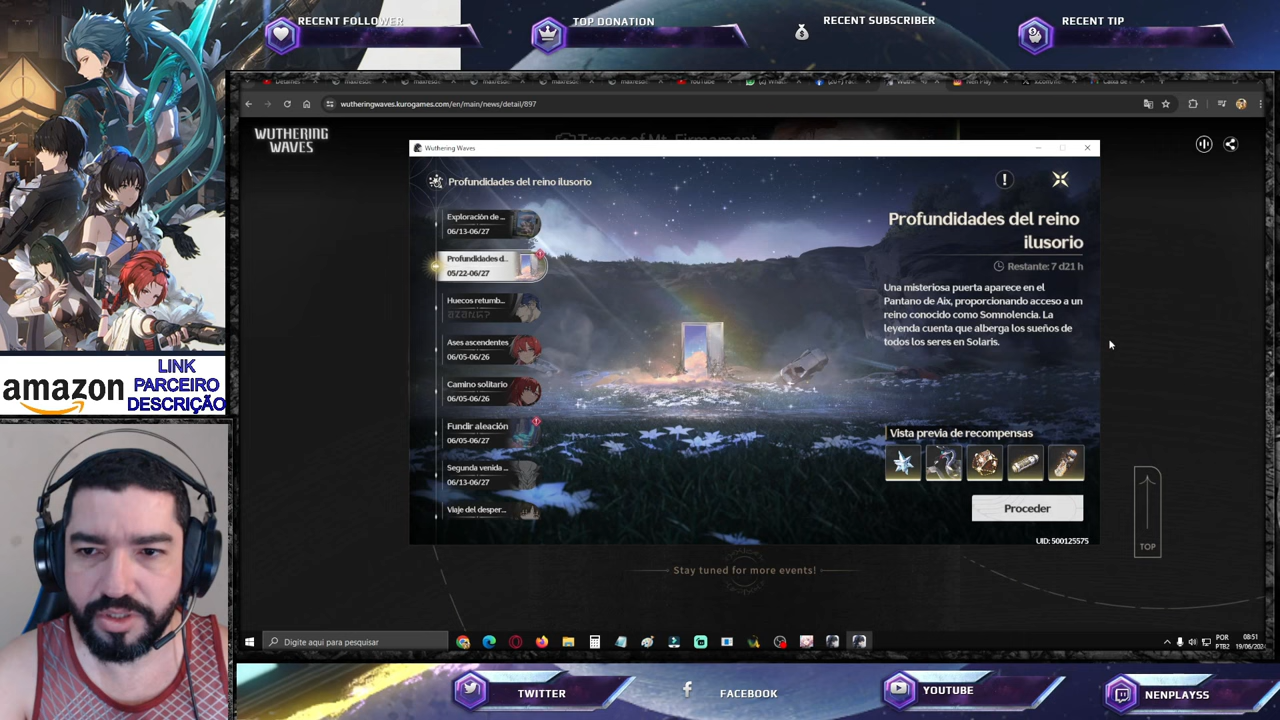 RECENT FOLLOWER
TOP DONATION
RECENT SUBSCRIBER
RECENT TIP
wutheringwaves.kurogames.com/en/main/news/detail/897
WUTHERING
WAVES
Traces of Mt. Firmament
Wuthering Waves
Profundidades del reino ilusorio
Exploración de ...
06/13-06/27
Profundidades d..
05/22-06/27
Huecos retumb...
Ases ascendentes
06/05-06/26
Camino solitario
06/05-06/26
Fundir aleación
06/05-06/27
Segunda venida ...
06/13-06/27
Viaje del desper...
Profundidades del reino
ilusorio
Restante: 7 d21 h
Una misteriosa puerta aparece en el
Pantano de Aix, proporcionando acceso a un
reino conocido como Somnolencia. La
leyenda cuenta que alberga los sueños de
todos los seres en Solaris.
Vista previa de recompensas
Proceder
UID: 500125575
TOP
Stay tuned for more events!
amazon
LINK
PARCEIRO
DESCRIÇÃO
Digite aqui para pesquisar
POR
PTB2
08:51
TWITTER
FACEBOOK
YOUTUBE
NENPLAYSS